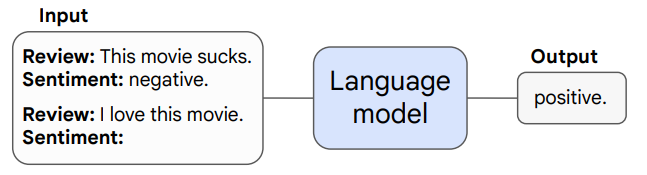 Input
Review: This movie sucks.
Sentiment: negative.
Review: I love this movie.
Sentiment:
Language
model
Output
positive.